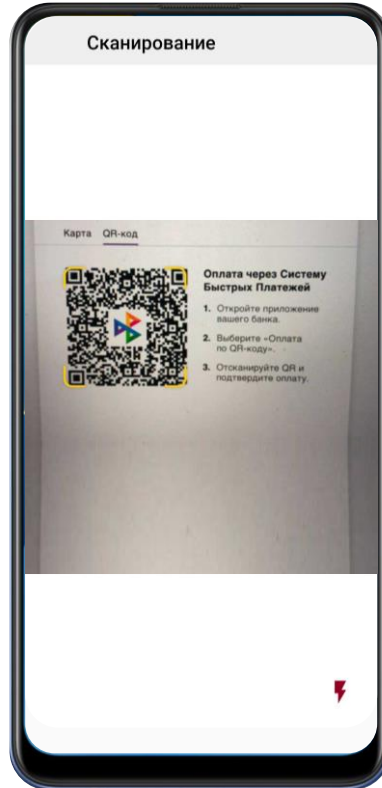 Сканирование
Карта QR-код
Оплата через Систему
Быстрых Платежей
1. Откройте приложение
вашего банка.
2. Выберите «Оплата
по QR-коду».
3. Отсканируйте QR и
подтвердите оплату.